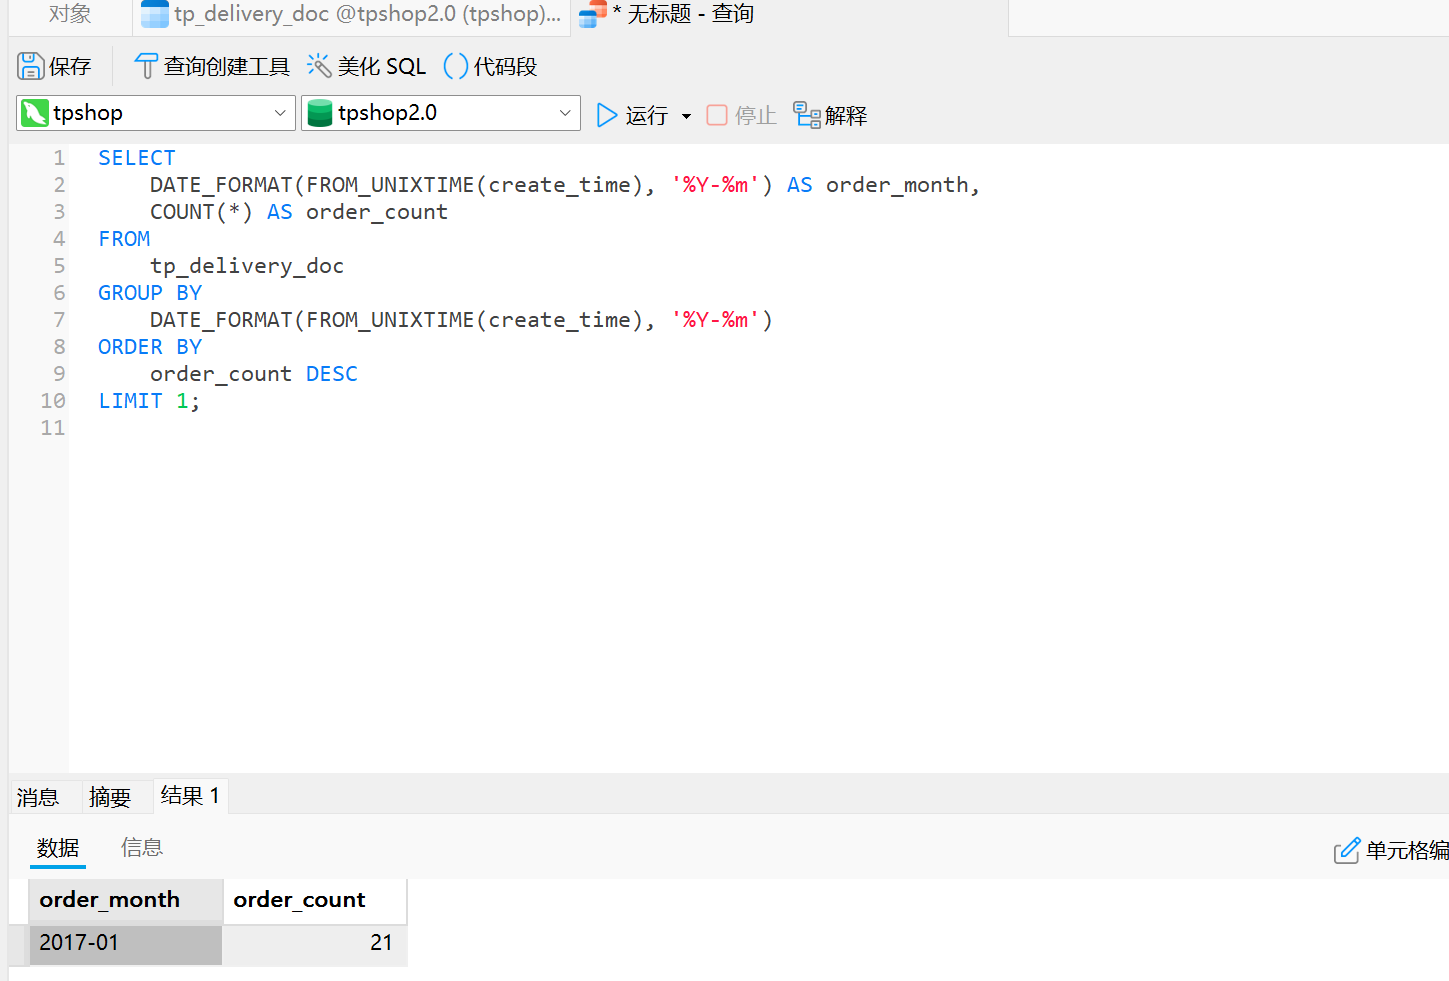 对象 tp_delivery_doc @tpshop2.0 (tpshop)... * 无标题 - 查询
保存 查询创建工具 美化 SQL () 代码段
tpshop tpshop2.0 运行 停止 解释
1 SELECT
2 DATE_FORMAT(FROM_UNIXTIME(create_time), '%Y-%m') AS order_month,
3 COUNT(*) AS order_count
4 FROM
5 tp_delivery_doc
6 GROUP BY
7 DATE_FORMAT(FROM_UNIXTIME(create_time), '%Y-%m')
8 ORDER BY
9 order_count DESC
10 LIMIT 1;
11
消息 摘要 结果 1
数据 信息 单元格编
order_month order_count
2017-01 21